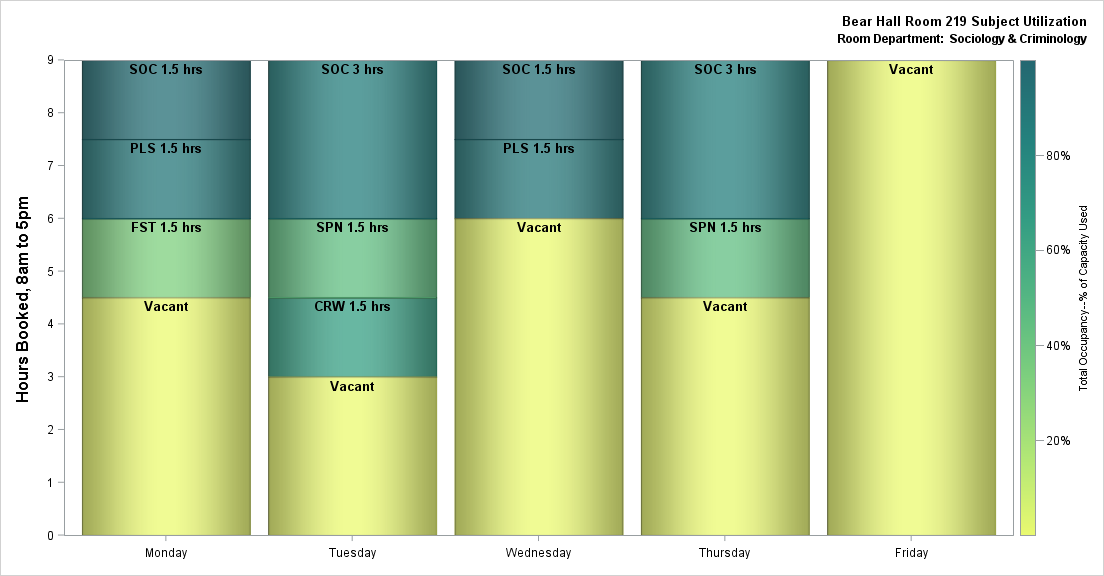 Bear Hall Room 219 Subject Utilization
Room Department: Sociology & Criminology
Hours Booked, 8am to 5pm
9
8
7
6
5
4
3
2
1
0
SOC 1.5 hrs
PLS 1.5 hrs
FST 1.5 hrs
Vacant
SOC 3 hrs
SPN 1.5 hrs
CRW 1.5 hrs
Vacant
SOC 1.5 hrs
PLS 1.5 hrs
Vacant
SOC 3 hrs
SPN 1.5 hrs
Vacant
Vacant
Monday
Tuesday
Wednesday
Thursday
Friday
80%
60%
40%
20%
Total Occupancy--% of Capacity Used